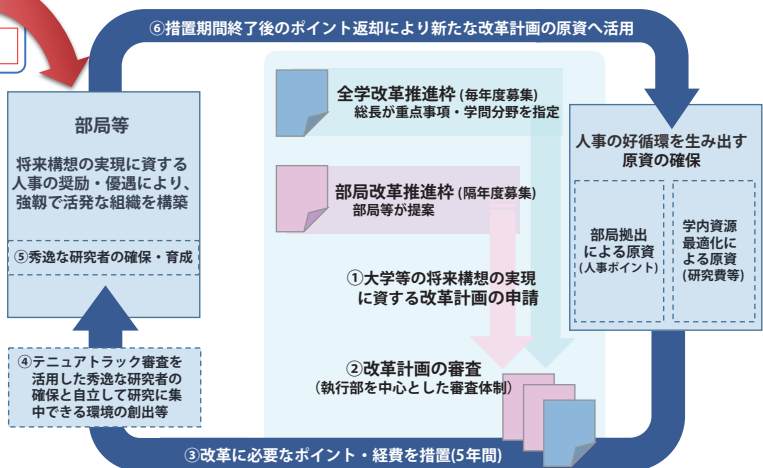 ⑥措置期間終了後のポイント返却により新たな改革計画の原資へ活用
全学改革推進枠 (毎年度募集)
総長が重点事項・学問分野を指定
部局改革推進枠 (隔年度募集)
部局等が提案
①大学等の将来構想の実現
に資する改革計画の申請
②改革計画の審査
（執行部を中心とした審査体制）
部局等
将来構想の実現に資する
人事の奨励・優遇により、
強靱で活発な組織を構築
⑤秀逸な研究者の確保・育成
④テニュアトラック審査を
活用した秀逸な研究者の
確保と自立して研究に集
中できる環境の創出等
人事の好循環を生み出す
原資の確保
部局拠出
による原資
(人事ポイント)
学内資源
最適化に
よる原資
(研究費等)
③改革に必要なポイント・経費を措置(5年間)